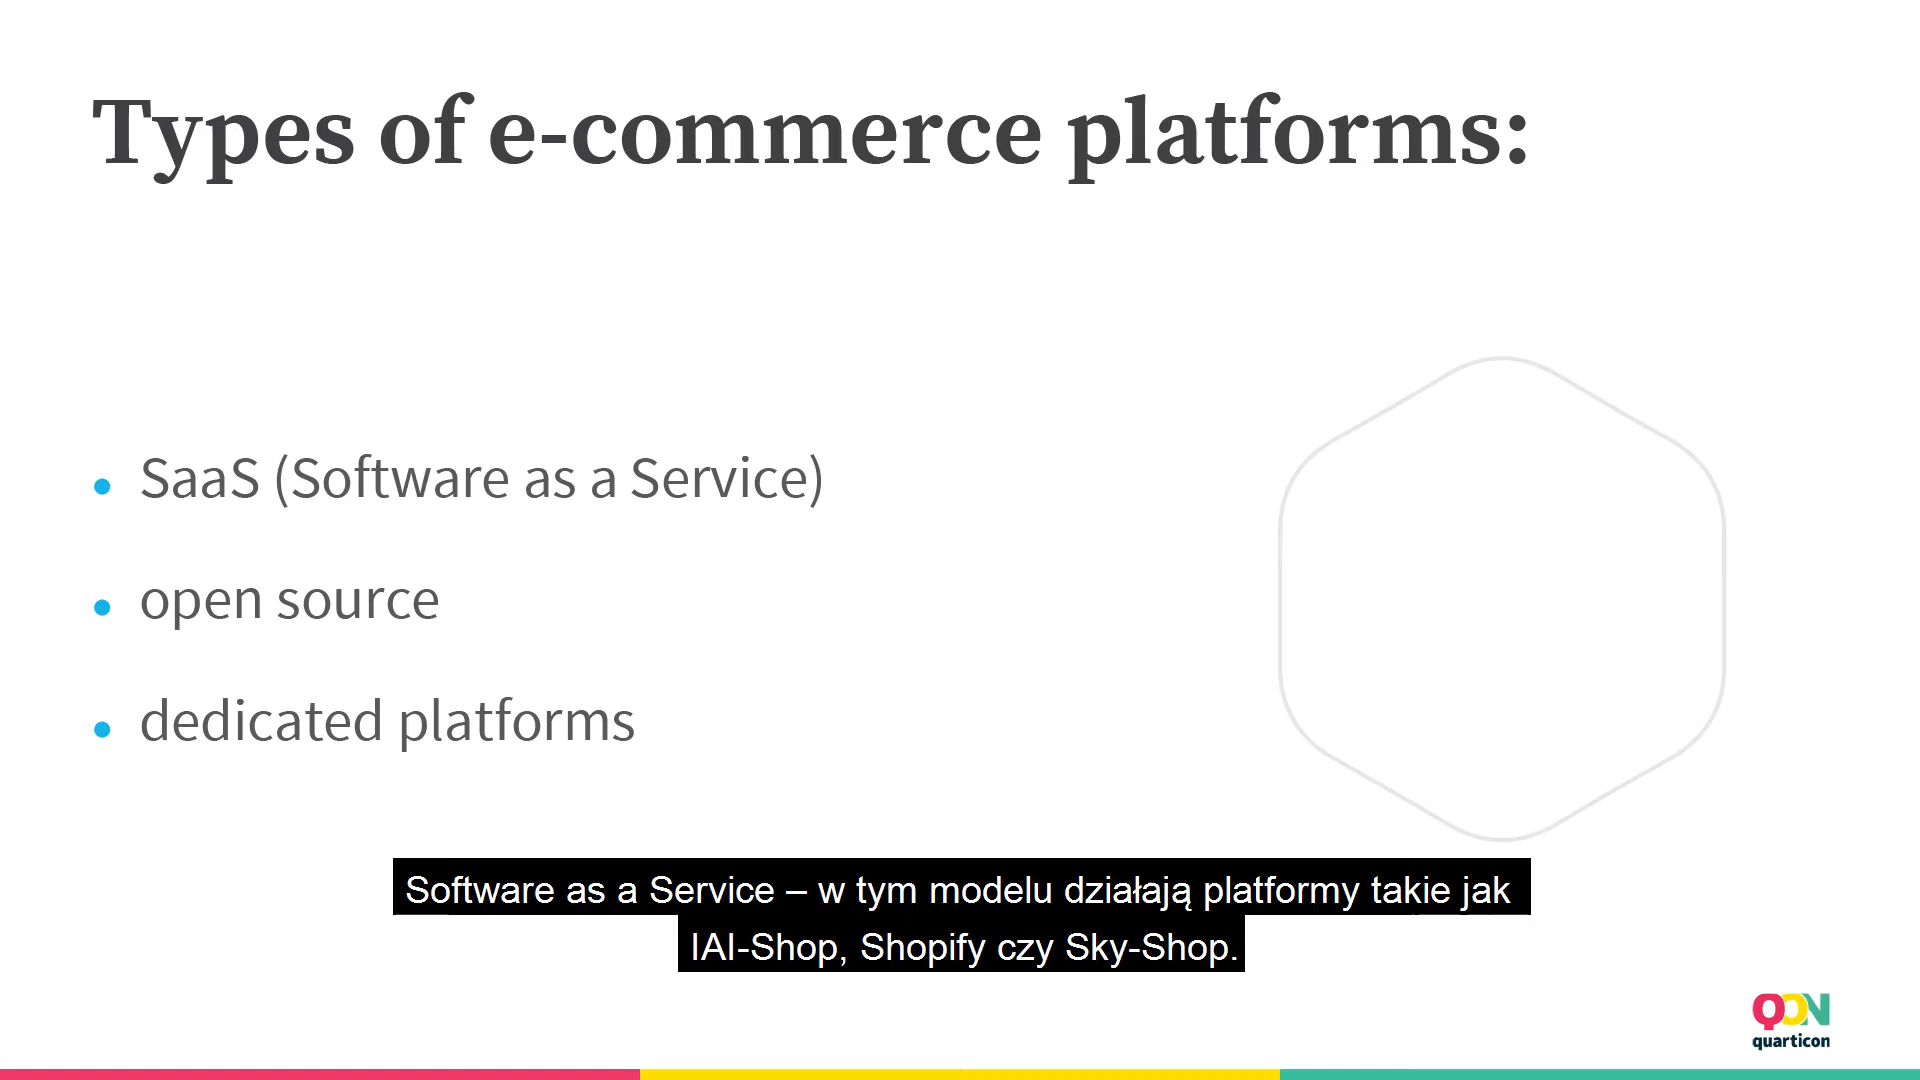 Types of e-commerce platforms:
SaaS (Software as a Service)
open source
dedicated platforms
Software as a Service – w tym modelu działają platformy takie jak
IAI-Shop, Shopify czy Sky-Shop.
QON
quarticon